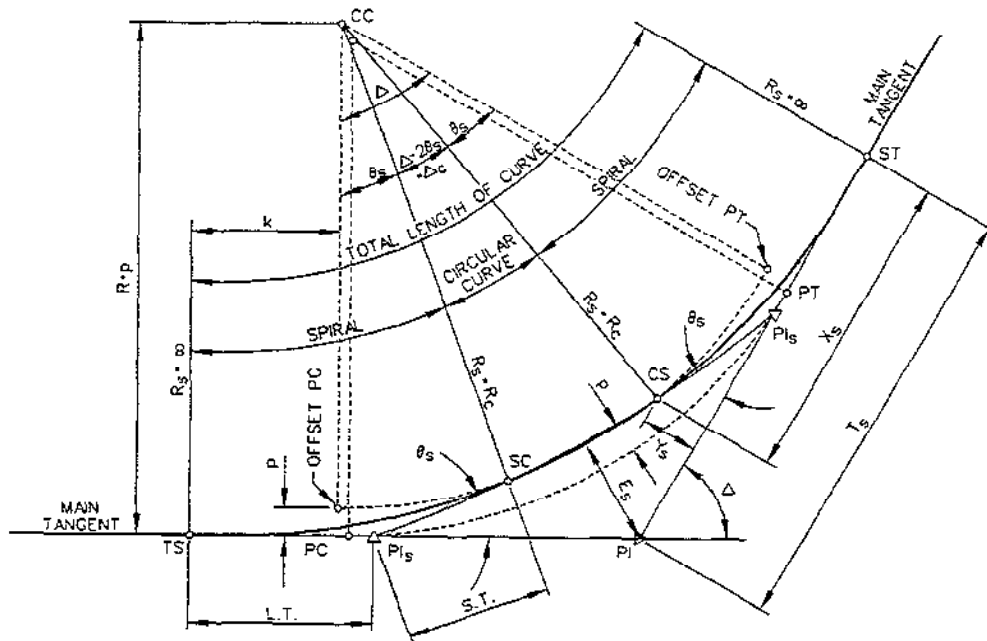 CC
Δ
θs
Δ-2θs
=Δc
θs
Rs=∞
MAIN
TANGENT
ST
k
TOTAL LENGTH OF CURVE
SPIRAL
OFFSET PT
R+p
CIRCULAR
CURVE
SPIRAL
Rs=∞
Rs=Rc
Rs=Rc
PT
PIs
θs
Xs
Ts
CS
P
OFFSET PC
P
θs
SC
Ys
Es
Δ
MAIN
TANGENT
TS
PC
PIs
PI
S.T.
L.T.